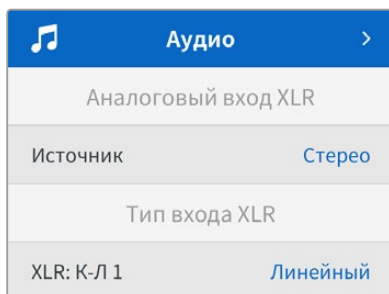 Аудио
Аналоговый вход XLR
Источник Стерео
Тип входа XLR
XLR: К-Л 1 Линейный